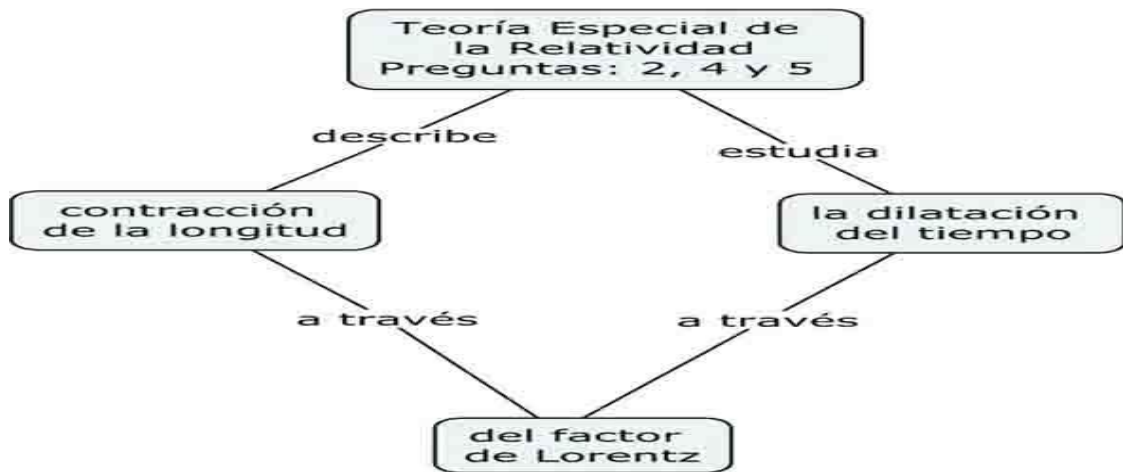 Teoría Especial de
la Relatividad
Preguntas: 2, 4 y 5
describe
estudia
contracción
de la longitud
la dilatación
del tiempo
a través
a través
del factor
de Lorentz